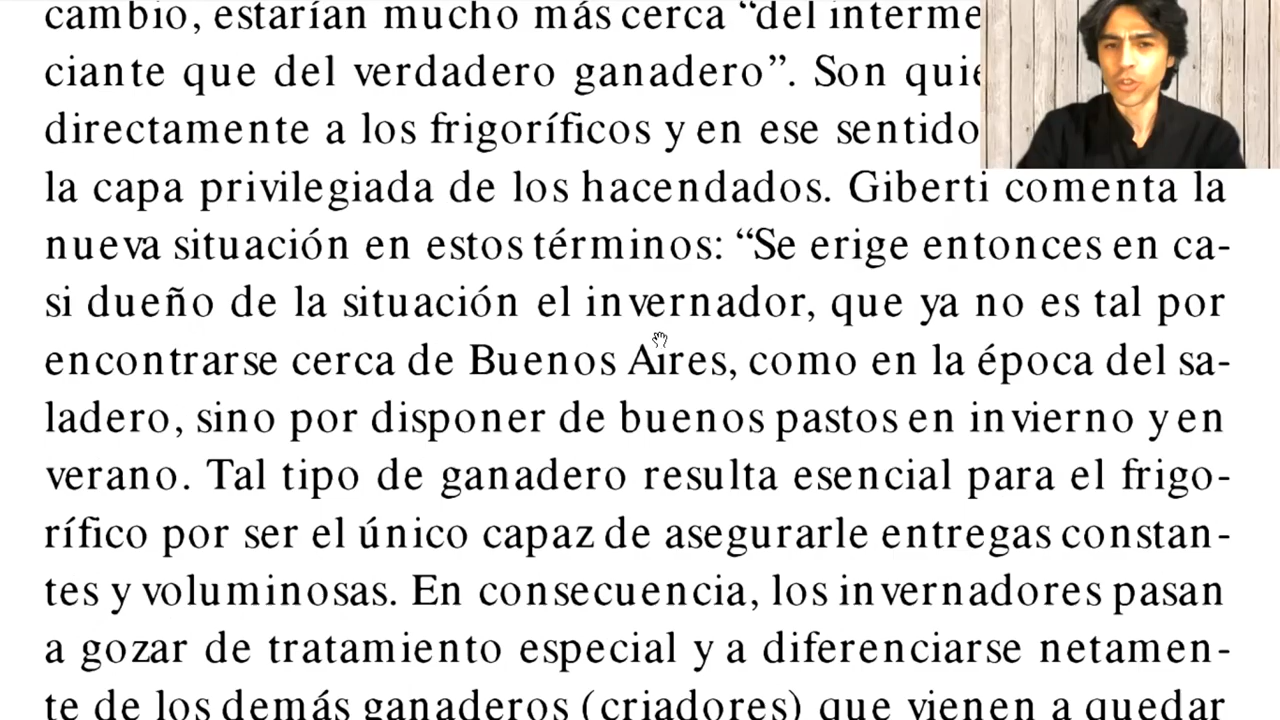 cambio, estarían mucho más cerca “del interme
ciante que del verdadero ganadero”. Son quie
directamente a los frigoríficos y en ese sentido
la capa privilegiada de los hacendados. Giberti comenta la
nueva situación en estos términos: “Se erige entonces en ca-
si dueño de la situación el invernador, que ya no es tal por
encontrarse cerca de Buenos Aires, como en la época del sa-
ladero, sino por disponer de buenos pastos en invierno y en
verano. Tal tipo de ganadero resulta esencial para el frigo-
rífico por ser el único capaz de asegurarle entregas constan-
tes y voluminosas. En consecuencia, los invernadores pasan
a gozar de tratamiento especial y a diferenciarse netamen-
te de los demás ganaderos (criadores) que vienen a quedar